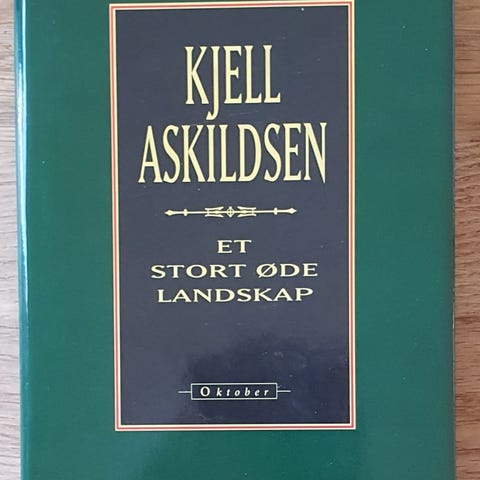 KJELL
ASKILDSEN
ET
STORT ØDE
LANDSKAP
Oktober